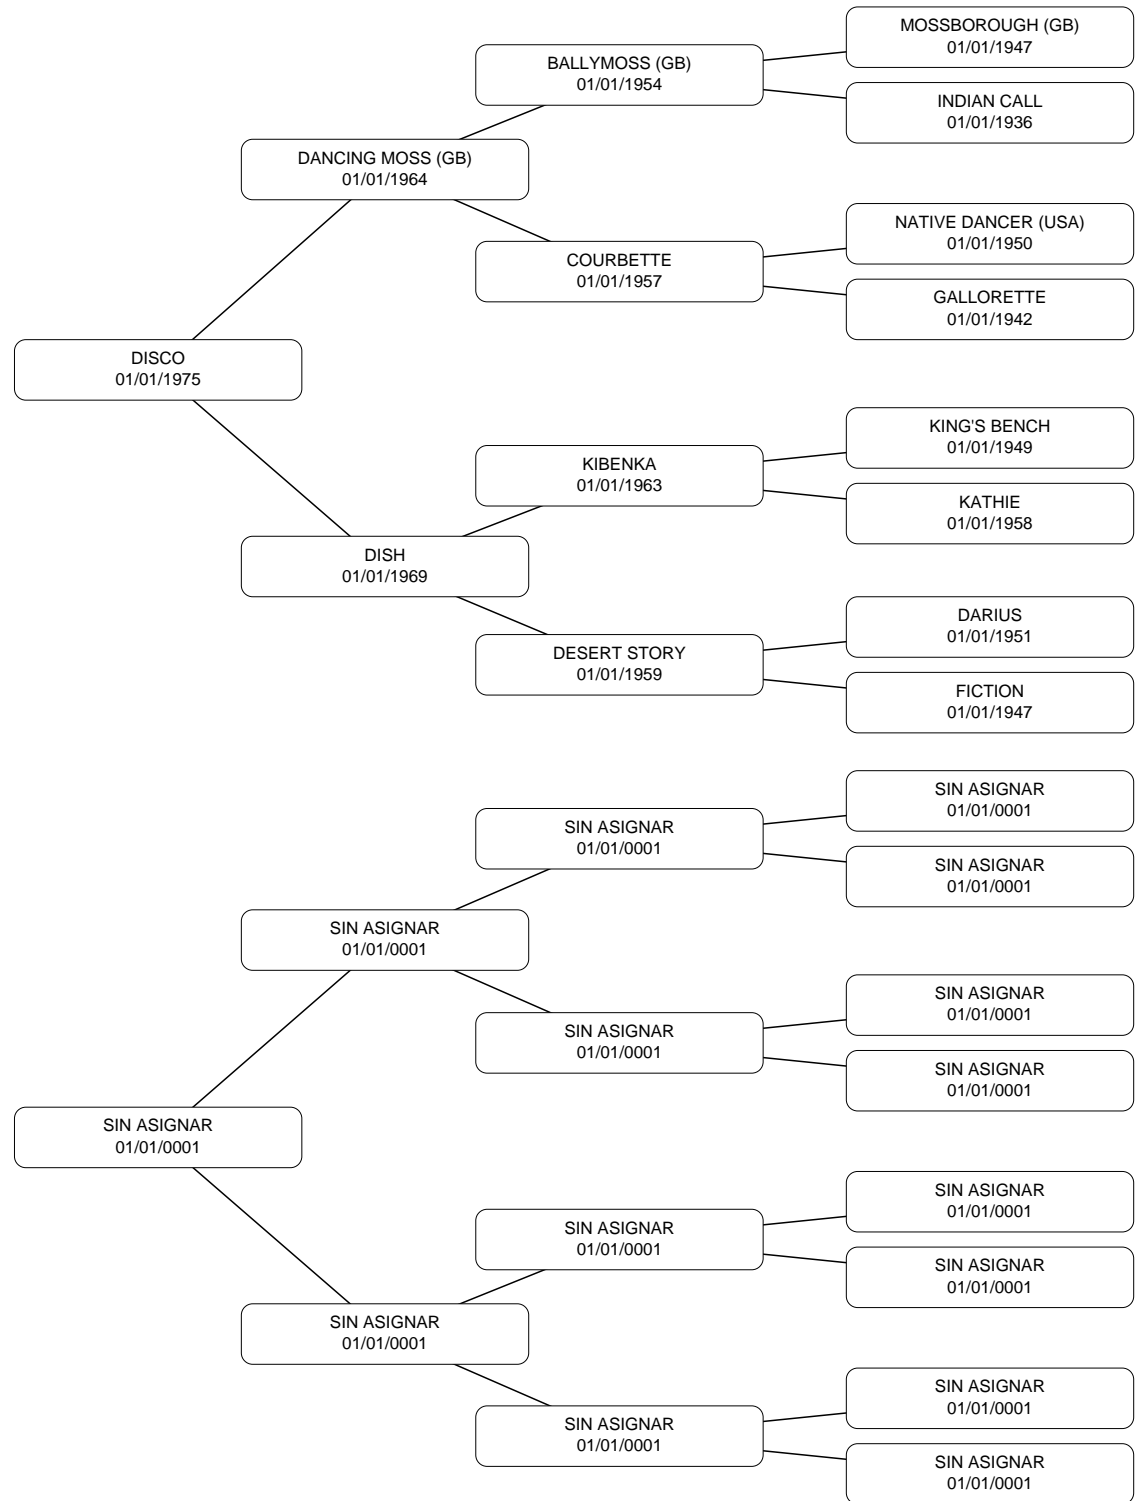 MOSSBOROUGH (GB)
01/01/1947
BALLYMOSS (GB)
01/01/1954
INDIAN CALL
01/01/1936
DANCING MOSS (GB)
01/01/1964
NATIVE DANCER (USA)
01/01/1950
COURBETTE
01/01/1957
GALLORETTE
01/01/1942
DISCO
01/01/1975
KING'S BENCH
01/01/1949
KIBENKA
01/01/1963
KATHIE
01/01/1958
DISH
01/01/1969
DARIUS
01/01/1951
DESERT STORY
01/01/1959
FICTION
01/01/1947
SIN ASIGNAR
01/01/0001
SIN ASIGNAR
01/01/0001
SIN ASIGNAR
01/01/0001
SIN ASIGNAR
01/01/0001
SIN ASIGNAR
01/01/0001
SIN ASIGNAR
01/01/0001
SIN ASIGNAR
01/01/0001
SIN ASIGNAR
01/01/0001
SIN ASIGNAR
01/01/0001
SIN ASIGNAR
01/01/0001
SIN ASIGNAR
01/01/0001
SIN ASIGNAR
01/01/0001
SIN ASIGNAR
01/01/0001
SIN ASIGNAR
01/01/0001
SIN ASIGNAR
01/01/0001